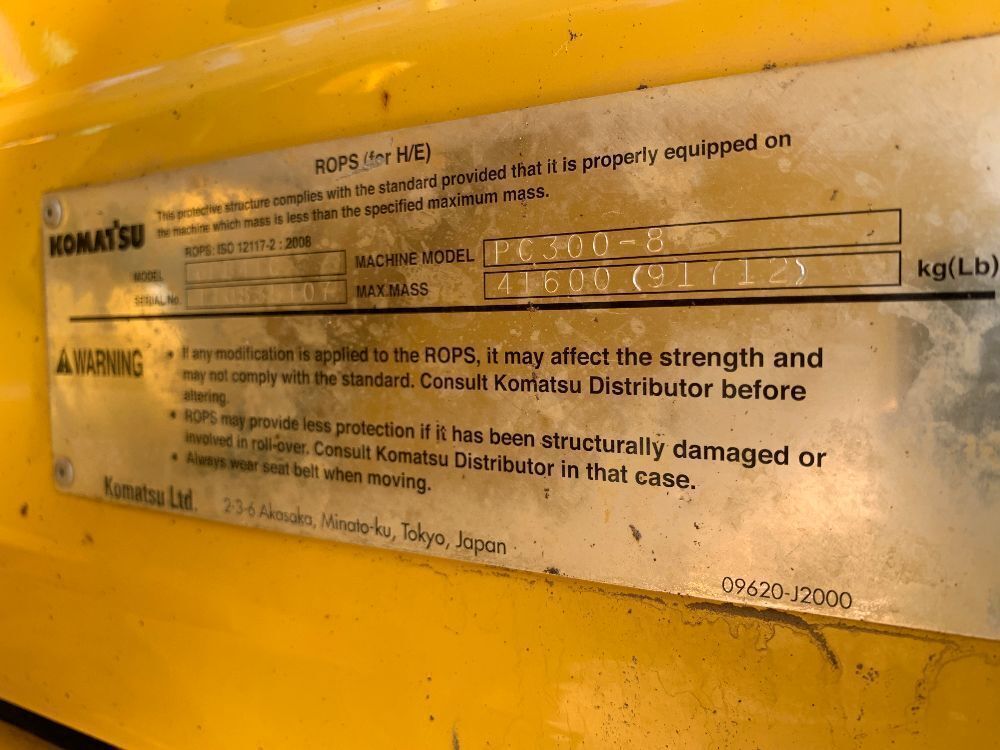 ROPS (for H/E)
This protective structure complies with the standard provided that it is properly equipped on
the machine which mass is less than the specified maximum mass.
KOMATSU
ROPS: ISO 12117-2 : 2008
MODEL
MACHINE MODEL PC300-8
SERIAL No.
MAX.MASS 41600 (91712) kg(Lb)
WARNING
• If any modification is applied to the ROPS, it may affect the strength and
may not comply with the standard. Consult Komatsu Distributor before
altering.
• ROPS may provide less protection if it has been structurally damaged or
involved in roll-over. Consult Komatsu Distributor in that case.
• Always wear seat belt when moving.
Komatsu Ltd. 2-3-6 Akasaka, Minato-ku, Tokyo, Japan
09620-J2000